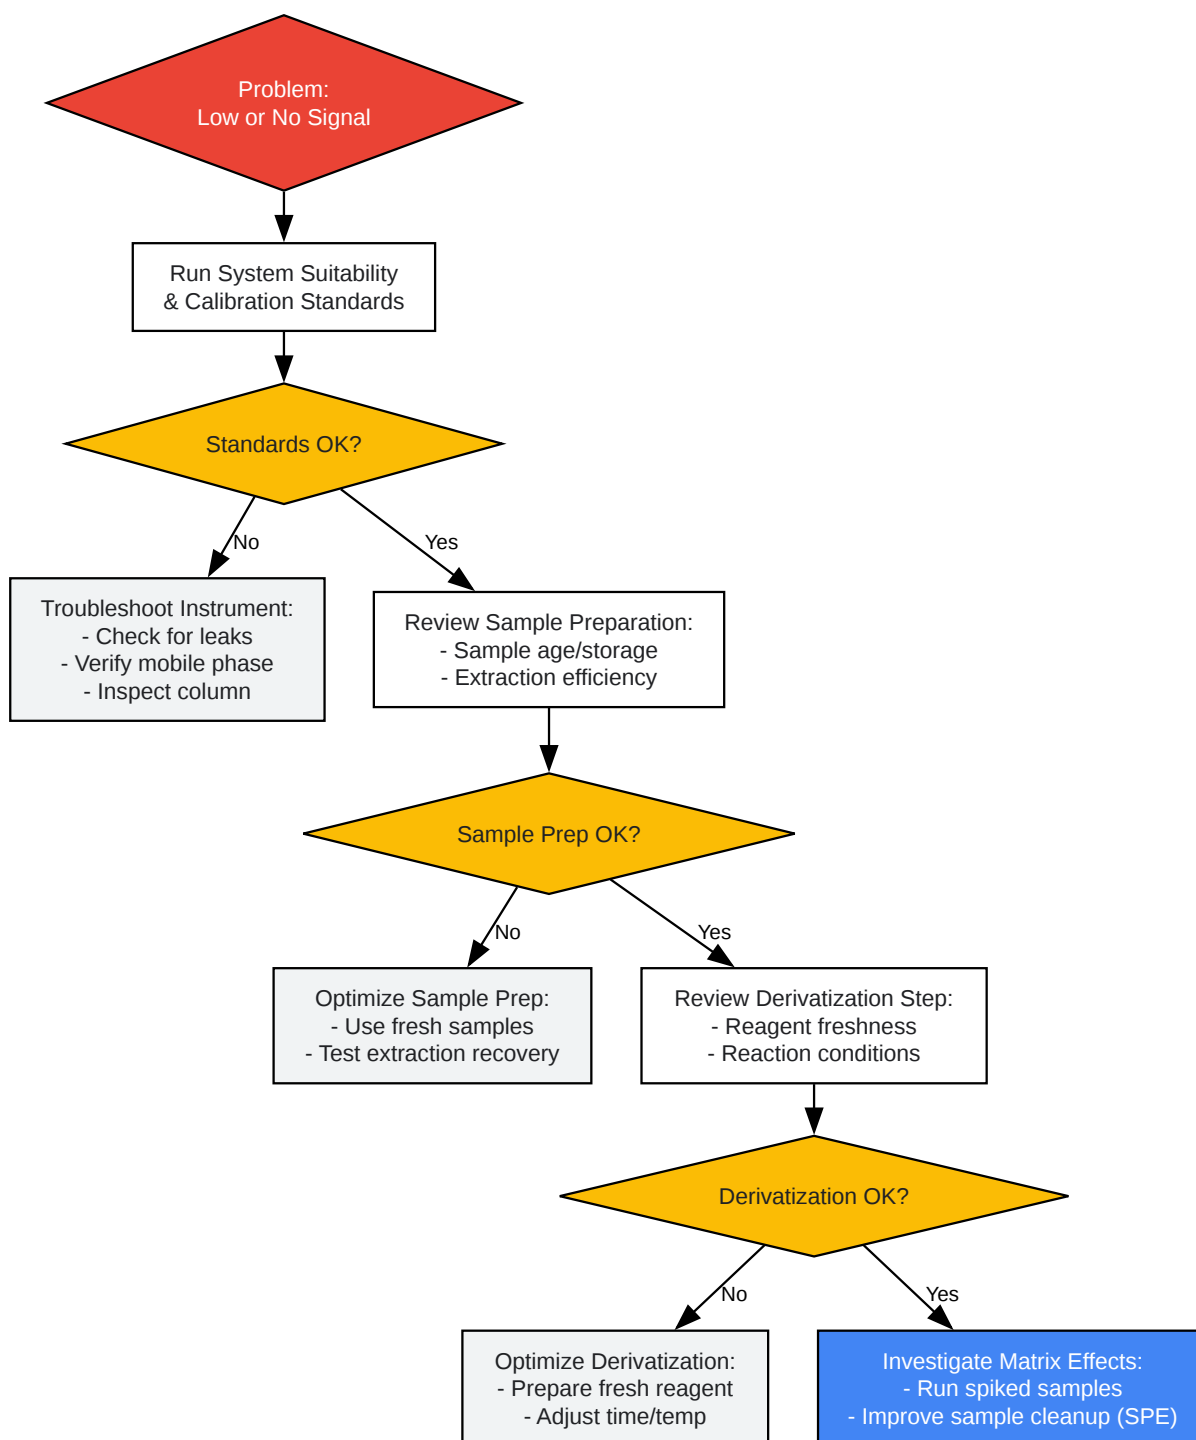 Problem:
Low or No Signal
Run System Suitability
& Calibration Standards
Standards OK?
No
Yes
Troubleshoot Instrument:
- Check for leaks
- Verify mobile phase
- Inspect column
Review Sample Preparation:
- Sample age/storage
- Extraction efficiency
Sample Prep OK?
No
Yes
Optimize Sample Prep:
- Use fresh samples
- Test extraction recovery
Review Derivatization Step:
- Reagent freshness
- Reaction conditions
Derivatization OK?
No
Yes
Optimize Derivatization:
- Prepare fresh reagent
- Adjust time/temp
Investigate Matrix Effects:
- Run spiked samples
- Improve sample cleanup (SPE)